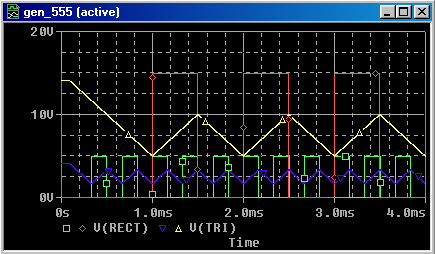 gen_555 (active)
20V
10V
0V
0s 1.0ms 2.0ms 3.0ms 4.0ms
V(RECT) V(TRI)
Time